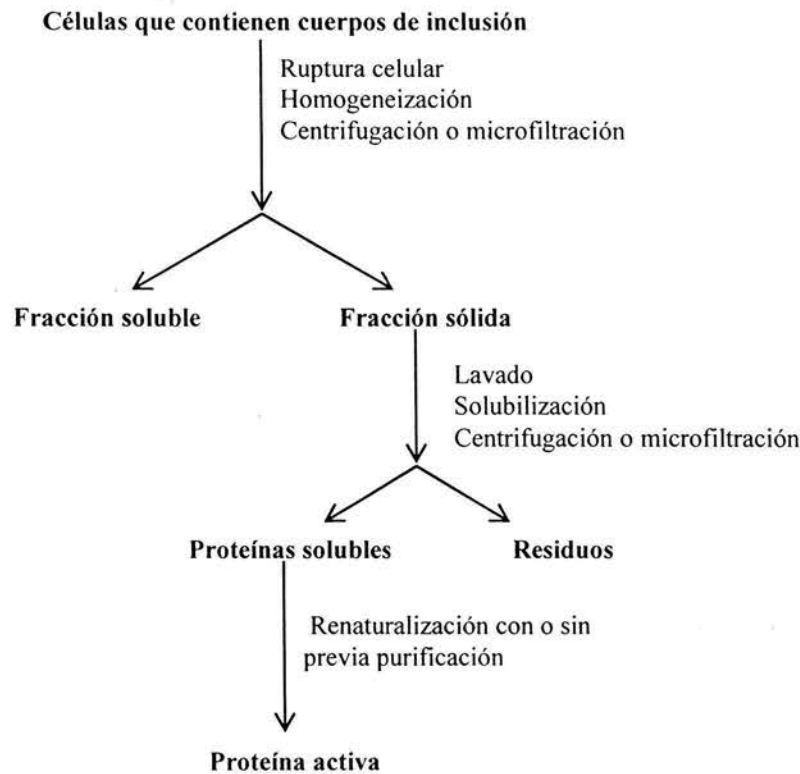 Células que contienen cuerpos de inclusión
Ruptura celular
Homogeneización
Centrifugación o microfiltración
Fracción soluble
Fracción sólida
Lavado
Solubilización
Centrifugación o microfiltración
Proteínas solubles
Residuos
Renaturalización con o sin
previa purificación
Proteína activa